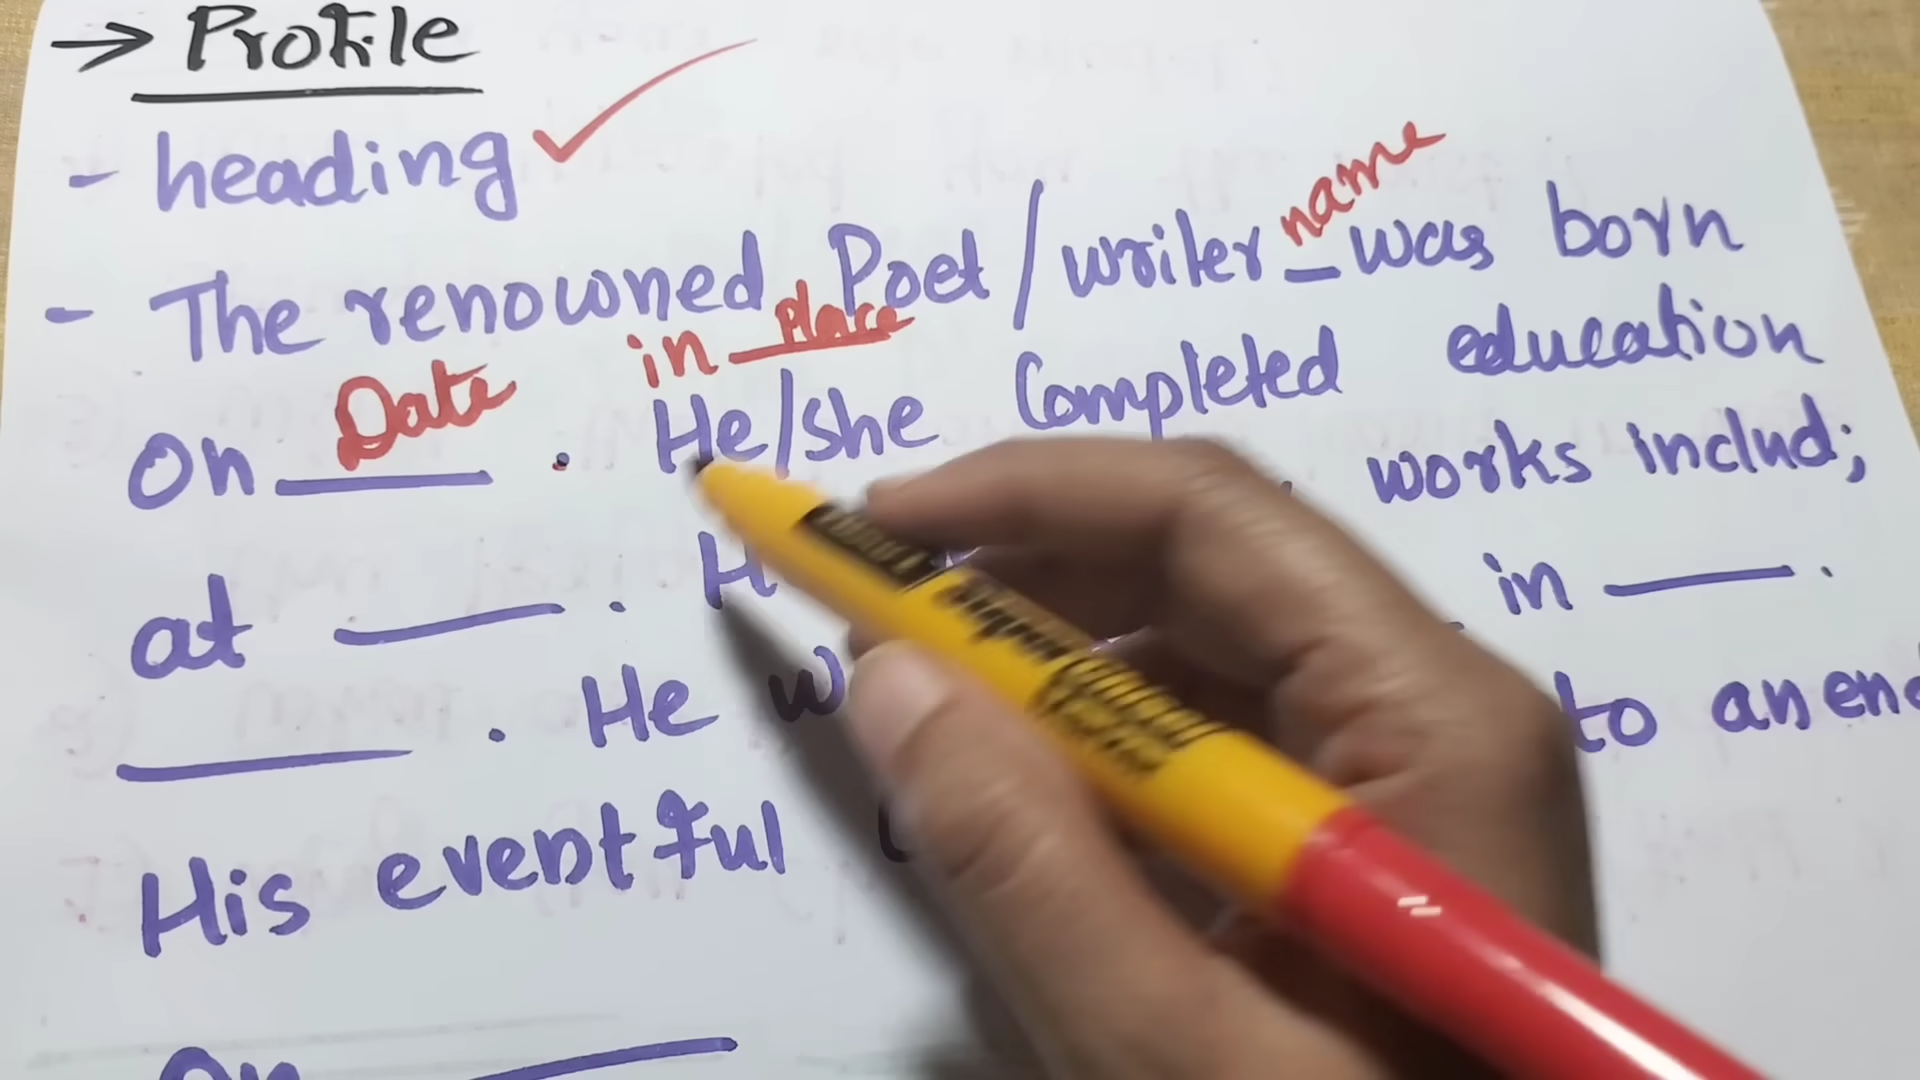 → Profile
- heading ✓
name
- The renowned Poet/writer _ was born
in Place
On Date . He/she Completed education
works includ;
at ___ . H
in ___ .
___ . He w
to an end
His eventful
On ___